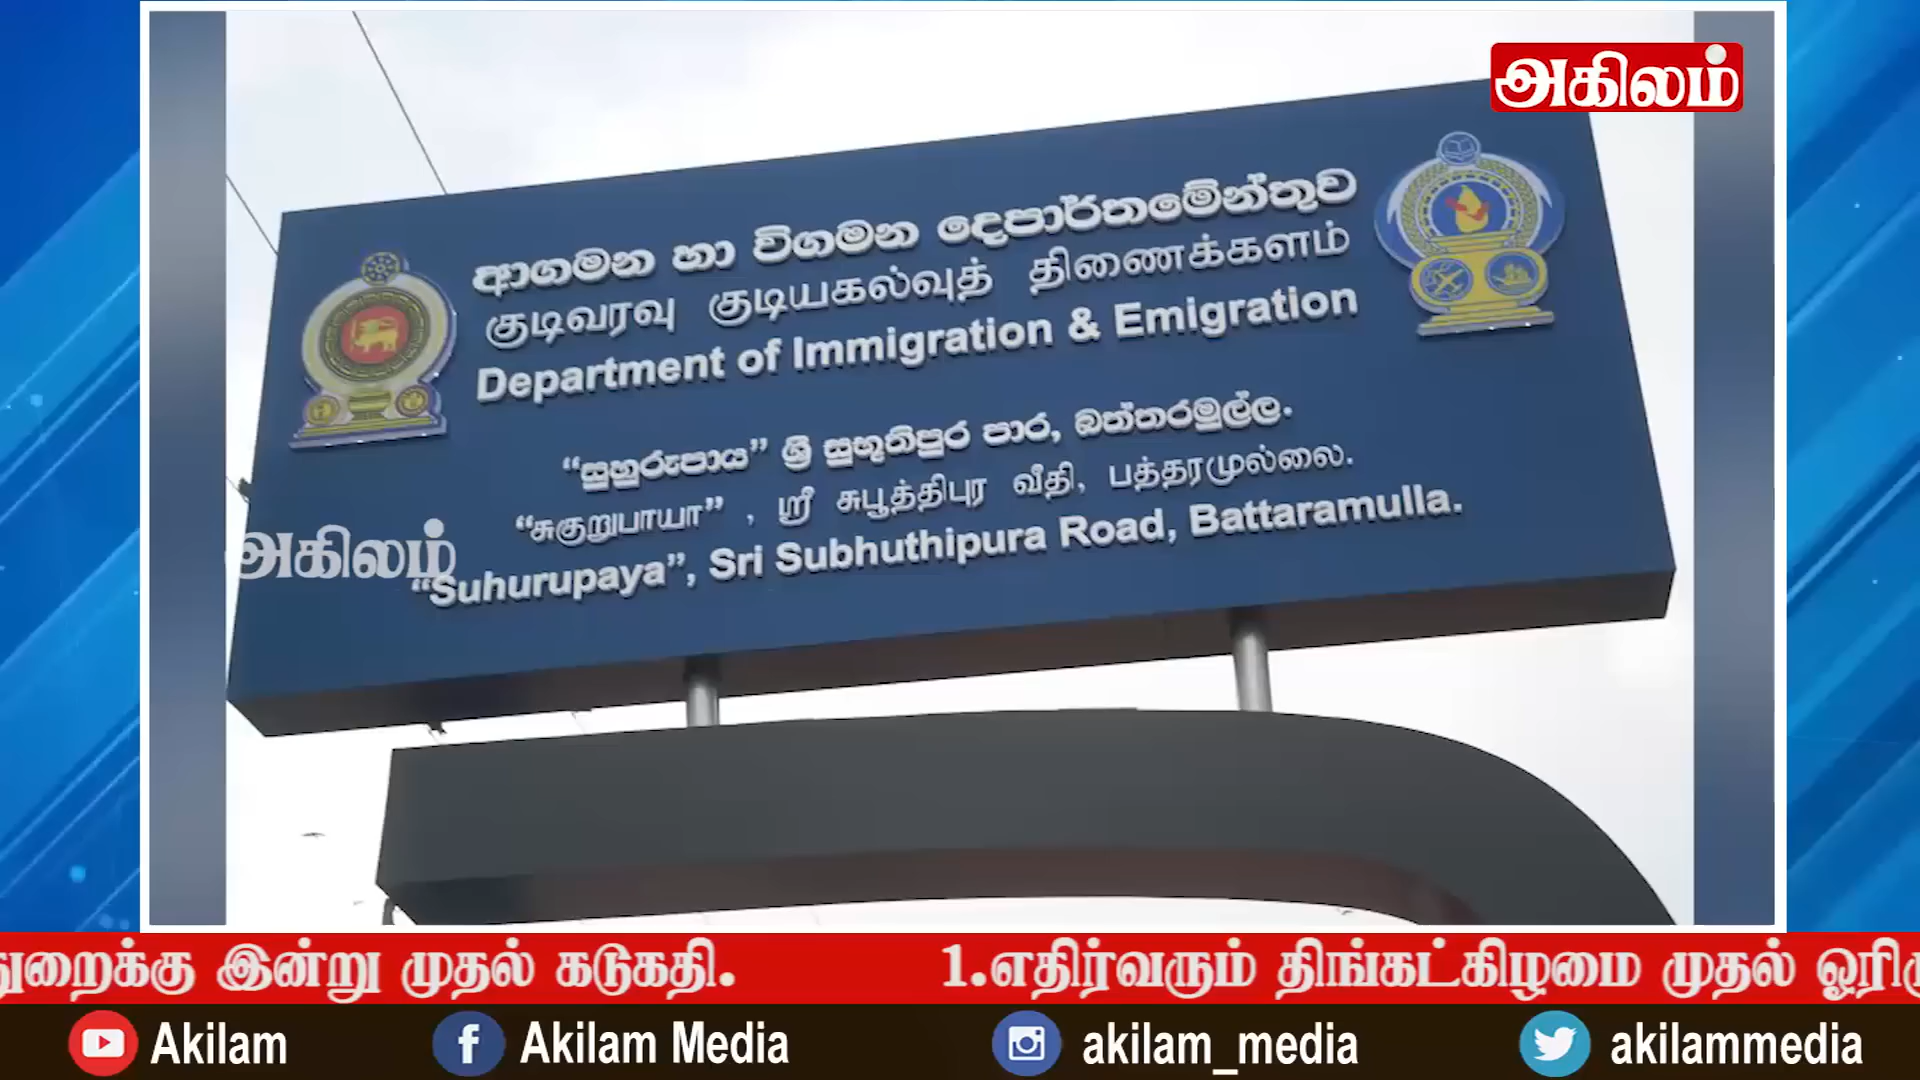 அகிலம்
ආගමන හා විගමන දෙපාර්තමේන්තුව
குடிவரவு குடியகல்வுத் திணைக்களம்
Department of Immigration & Emigration
“සුහුරුපාය” ශ්‍රී සුභූතිපුර පාර, බත්තරමුල්ල.
“சுகுறுபாயா” , ஸ்ரீ சுபூத்திபுர வீதி, பத்தரமுல்லை.
“Suhurupaya”, Sri Subhuthipura Road, Battaramulla.
அகிலம்
துறைக்கு இன்று முதல் கடுகதி. 1.எதிர்வரும் திங்கட்கிழமை முதல் ஓரிரு
Akilam Akilam Media akilam_media akilammedia